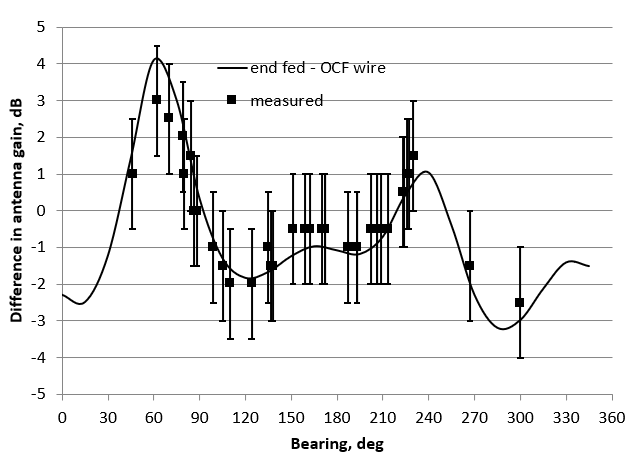 5
4
3
2
1
0
-1
-2
-3
-4
-5
Difference in antenna gain, dB
end fed - OCF wire
measured
0 30 60 90 120 150 180 210 240 270 300 330 360
Bearing, deg